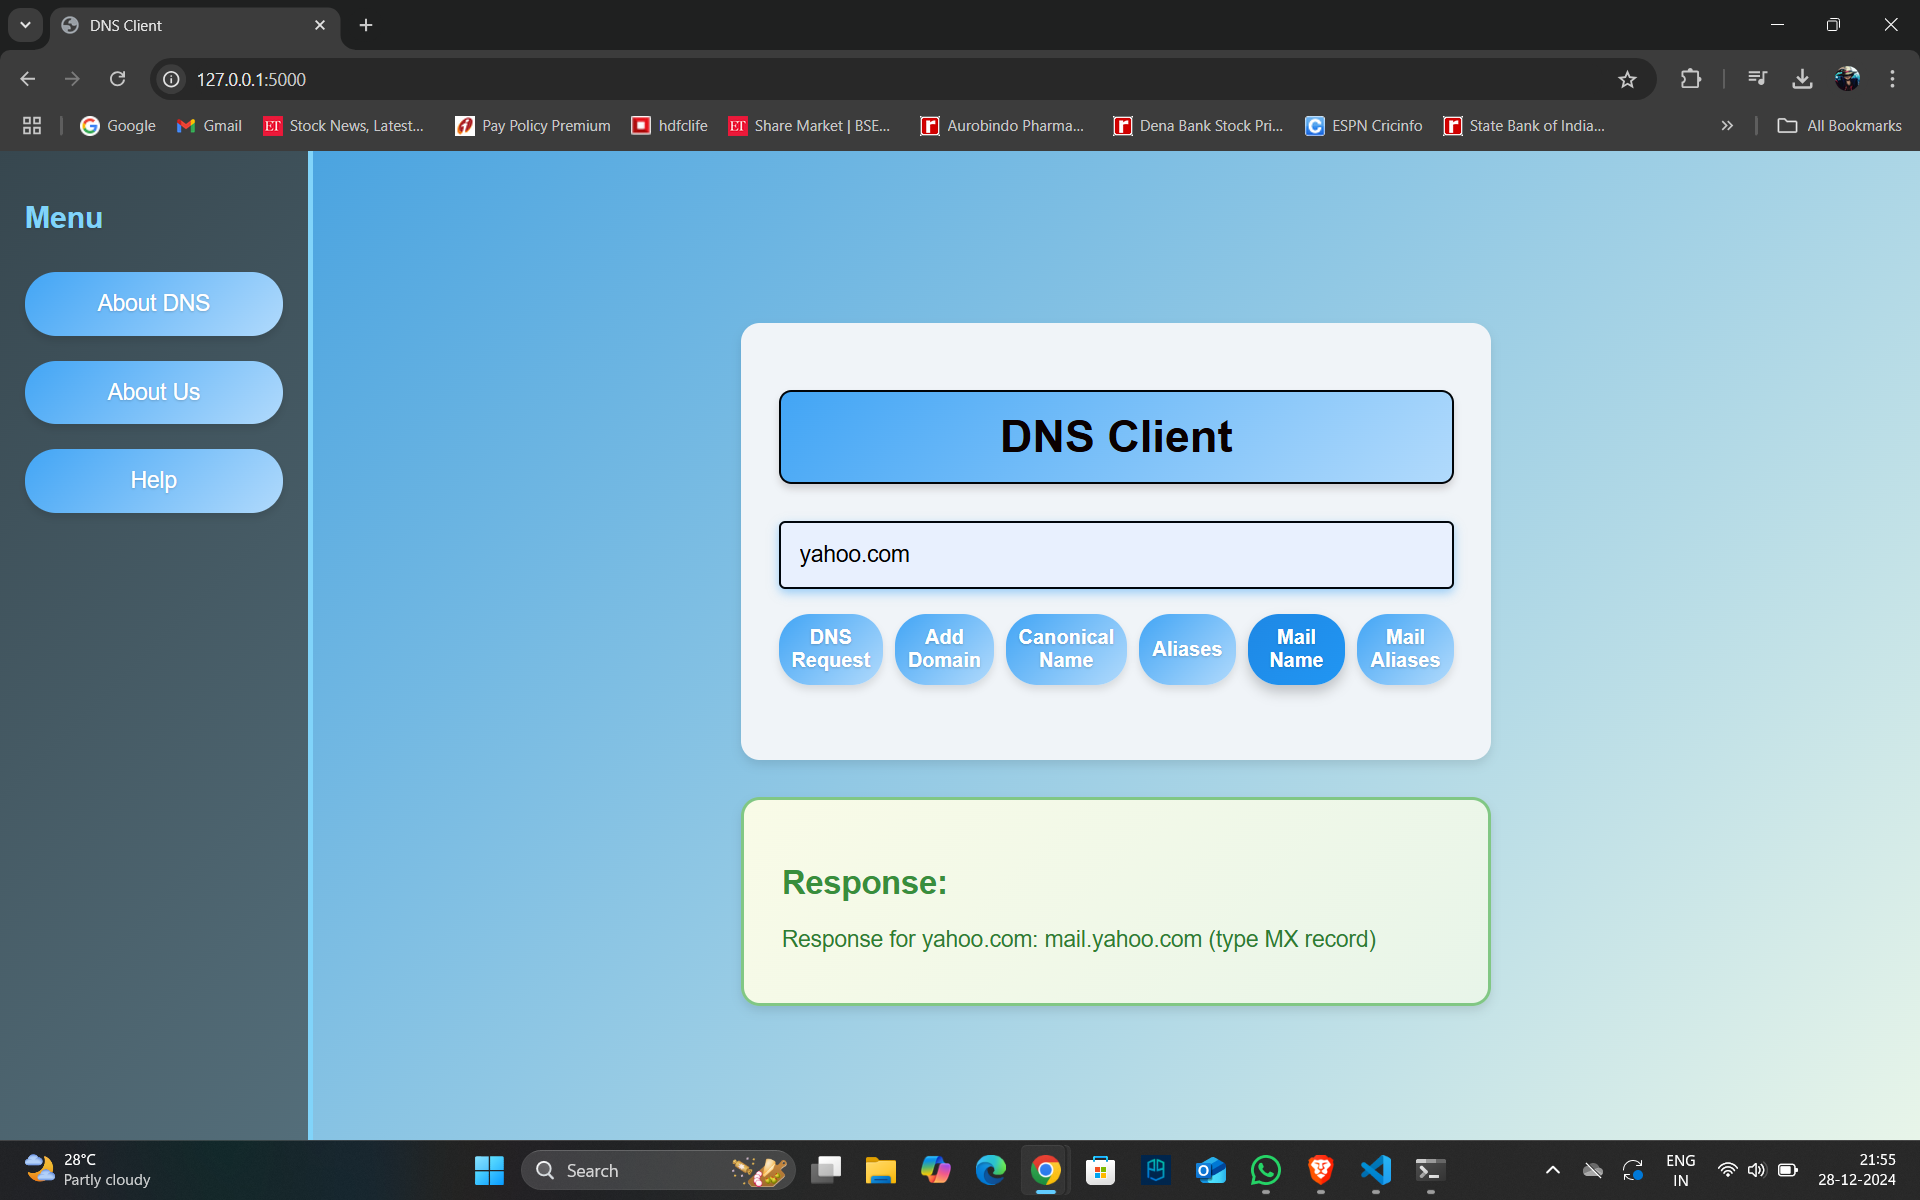 DNS Client
127.0.0.1:5000
Google
Gmail
ET
Stock News, Latest...
Pay Policy Premium
hdfclife
ET
Share Market | BSE...
Aurobindo Pharma...
Dena Bank Stock Pri...
ESPN Cricinfo
State Bank of India...
All Bookmarks
Menu
About DNS
About Us
Help
DNS Client
yahoo.com
DNS
Request
Add
Domain
Canonical
Name
Aliases
Mail
Name
Mail
Aliases
Response:
Response for yahoo.com: mail.yahoo.com (type MX record)
28°C
Partly cloudy
Search
ENG
IN
21:55
28-12-2024